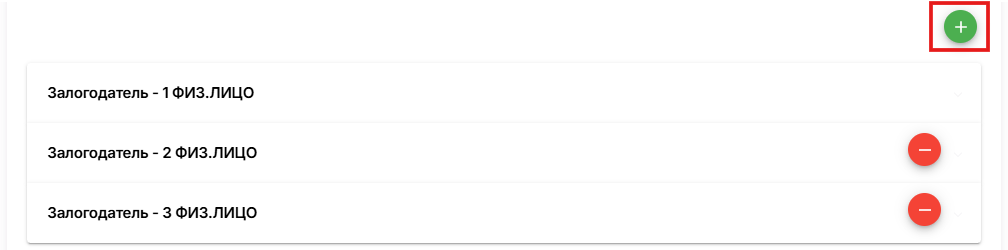 Залогодатель - 1 ФИЗ.ЛИЦО
Залогодатель - 2 ФИЗ.ЛИЦО
Залогодатель - 3 ФИЗ.ЛИЦО